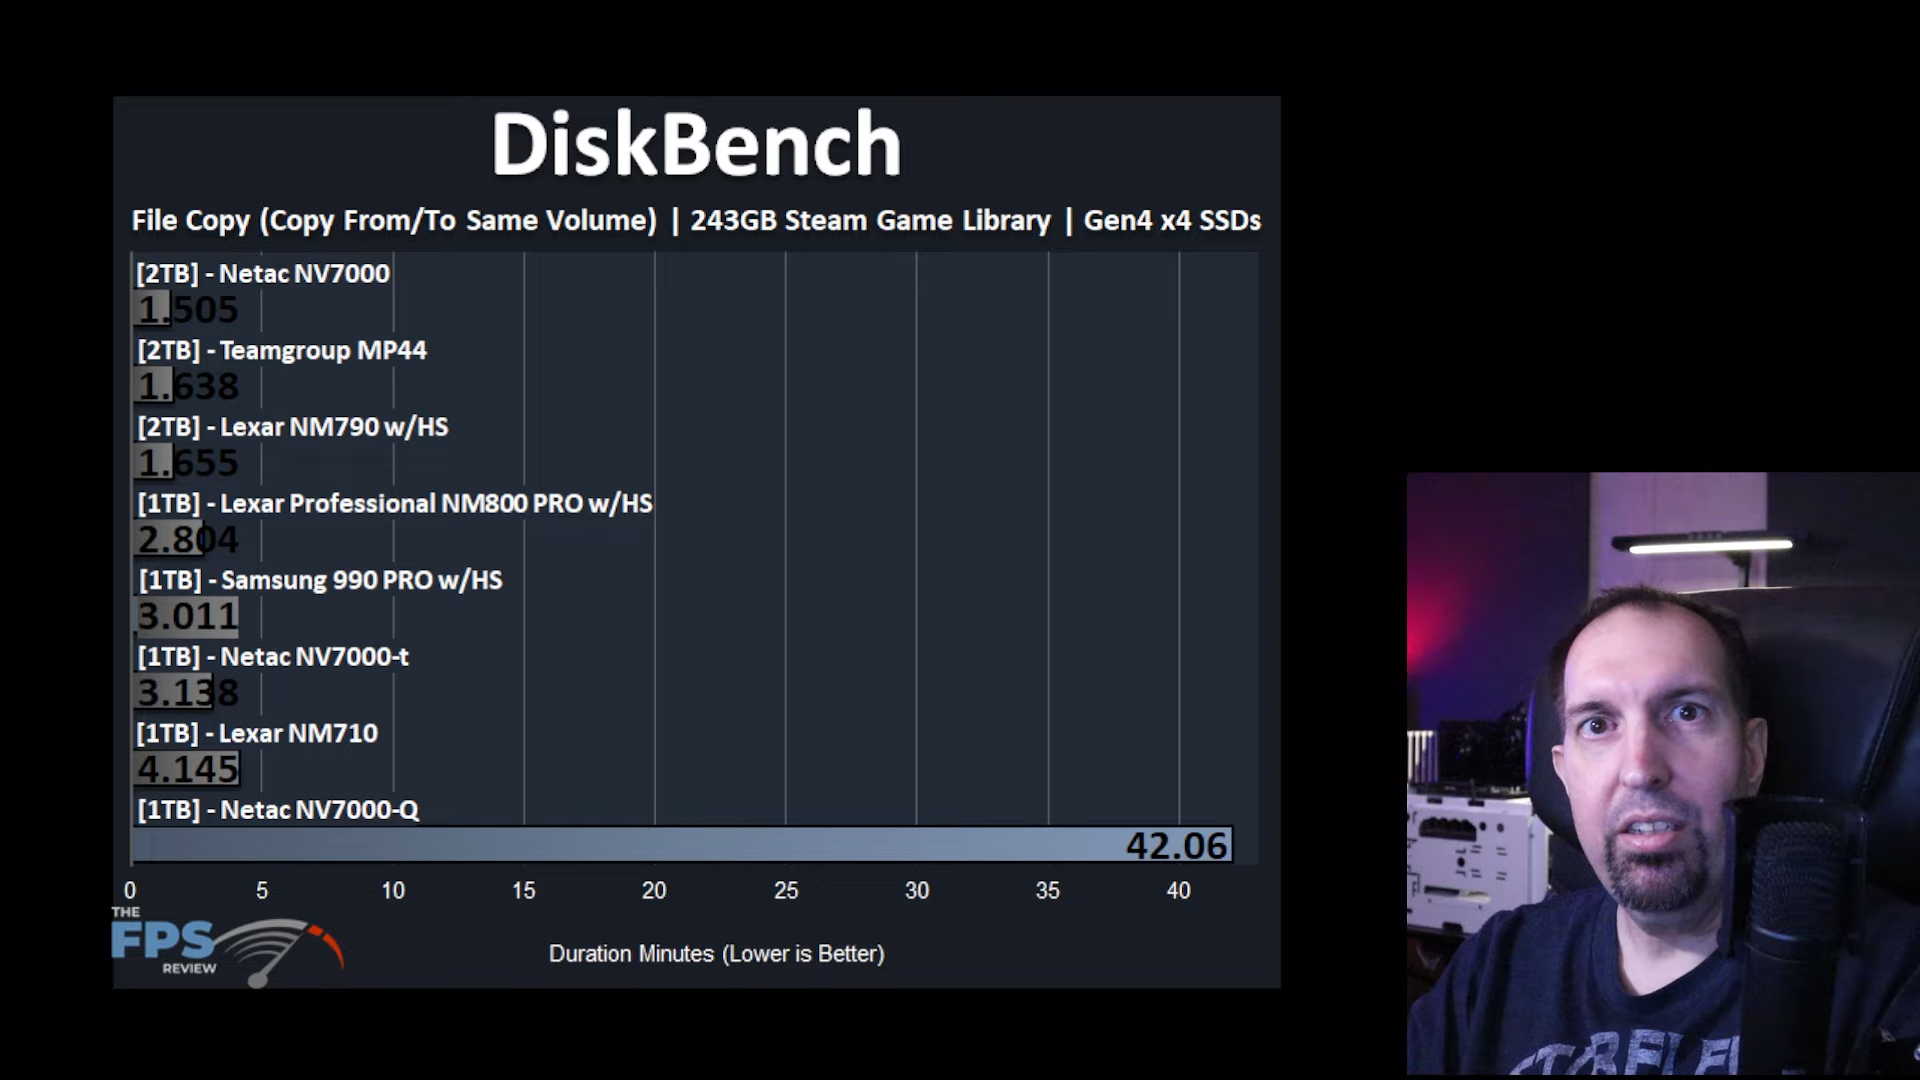 DiskBench
File Copy (Copy From/To Same Volume) | 243GB Steam Game Library | Gen4 x4 SSDs
[2TB] - Netac NV7000
1.505
[2TB] - Teamgroup MP44
1.638
[2TB] - Lexar NM790 w/HS
1.655
[1TB] - Lexar Professional NM800 PRO w/HS
2.804
[1TB] - Samsung 990 PRO w/HS
3.011
[1TB] - Netac NV7000-t
3.138
[1TB] - Lexar NM710
4.145
[1TB] - Netac NV7000-Q
42.06
0 5 10 15 20 25 30 35 40
Duration Minutes (Lower is Better)
THE
FPS
REVIEW